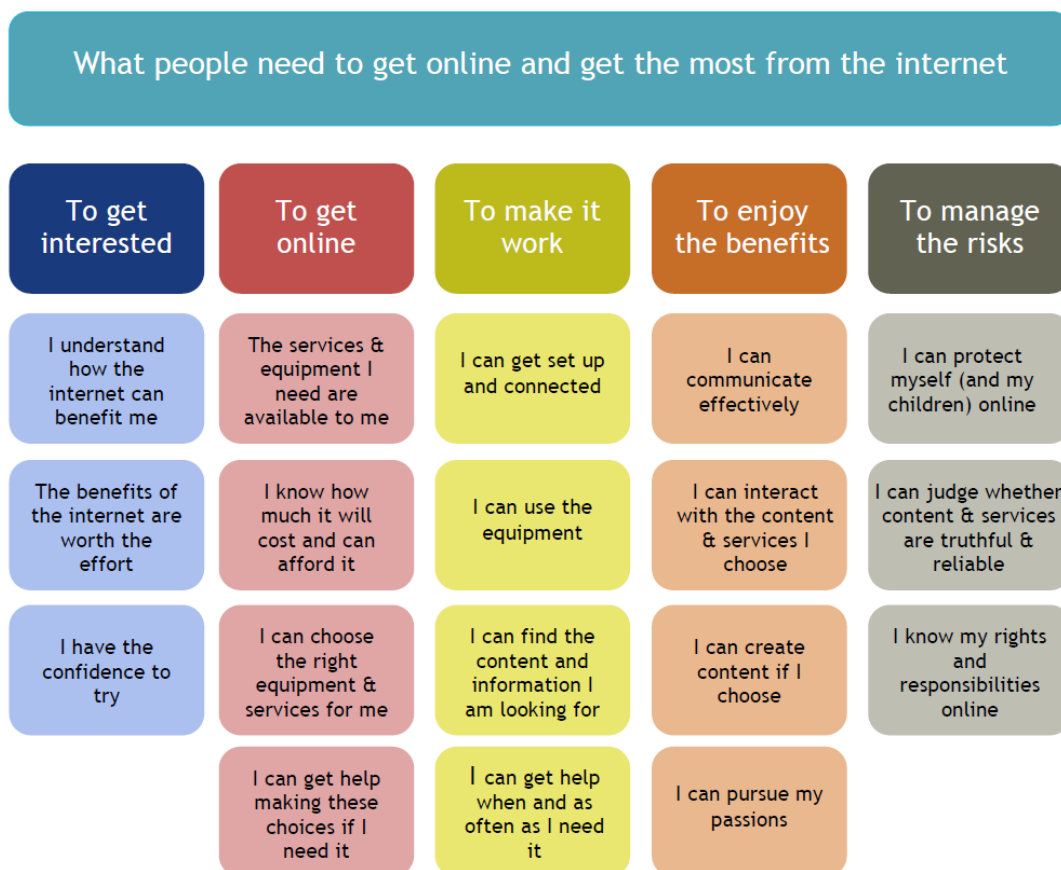 What people need to get online and get the most from the internet
To get
interested
I understand
how the
internet can
benefit me
The benefits of
the internet are
worth the
effort
I have the
confidence to
try
To get
online
The services &
equipment I
need are
available to me
I know how
much it will
cost and can
afford it
I can choose
the right
equipment &
services for me
I can get help
making these
choices if I
need it
To make it
work
I can get set up
and connected
I can use the
equipment
I can find the
content and
information I
am looking for
I can get help
when and as
often as I need
it
To enjoy
the benefits
I can
communicate
effectively
I can interact
with the content
& services I
choose
I can create
content if I
choose
I can pursue my
passions
To manage
the risks
I can protect
myself (and my
children) online
I can judge whether
content & services
are truthful &
reliable
I know my rights
and
responsibilities
online